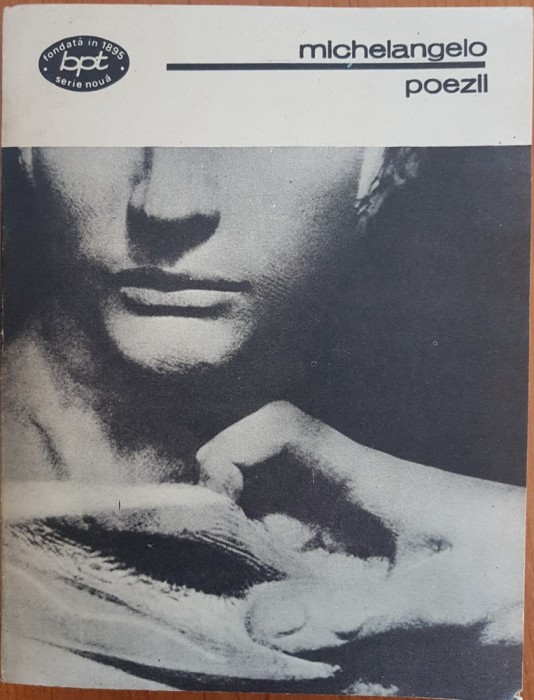 fondată în 1895
bpt
serie nouă
michelangelo
poezii